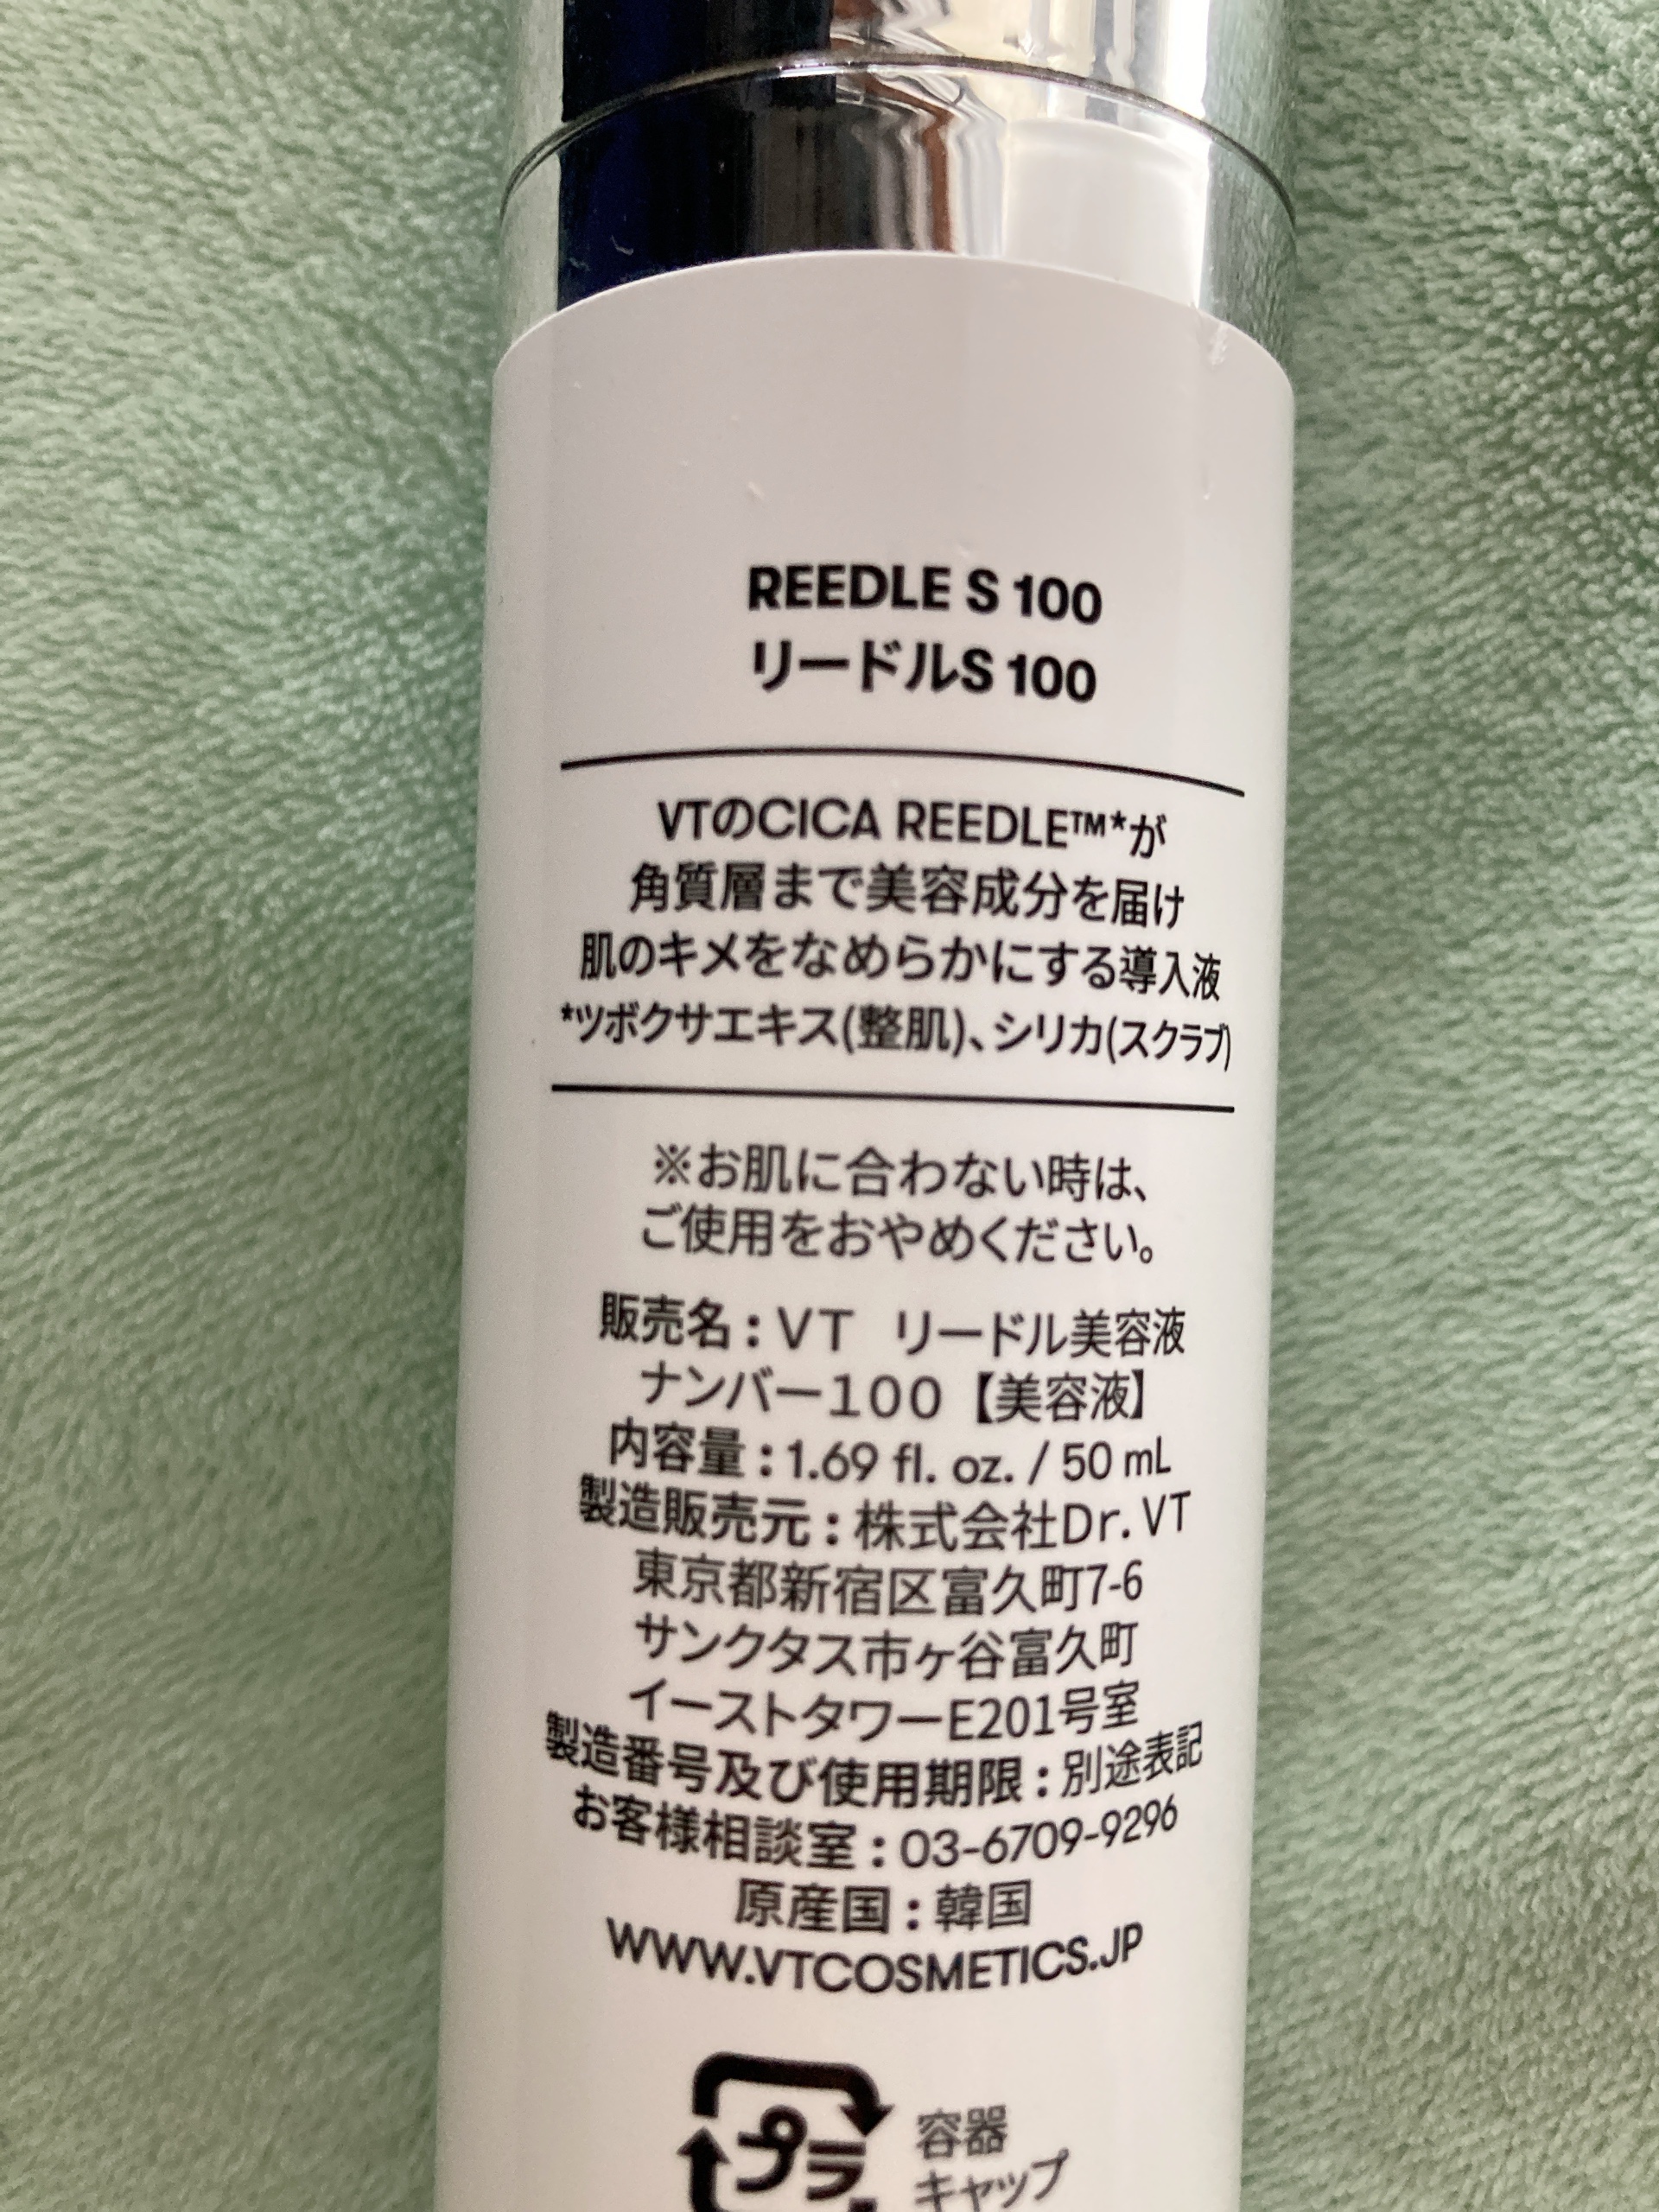 REEDLE S 100
リードルS 100
VTのCICA REEDLE™*が
角質層まで美容成分を届け
肌のキメをなめらかにする導入液
*ツボクサエキス(整肌)、シリカ(スクラブ)
※お肌に合わない時は、
ご使用をおやめください。
販売名：ＶＴ　リードル美容液
ナンバー１００【美容液】
内容量：1.69 fl. oz. / 50 mL
製造販売元：株式会社Dr. VT
東京都新宿区富久町7-6
サンクタス市ヶ谷富久町
イーストタワーE201号室
製造番号及び使用期限：別途表記
お客様相談室：03-6709-9296
原産国：韓国
WWW.VTCOSMETICS.JP
プラ
容器
キャップ